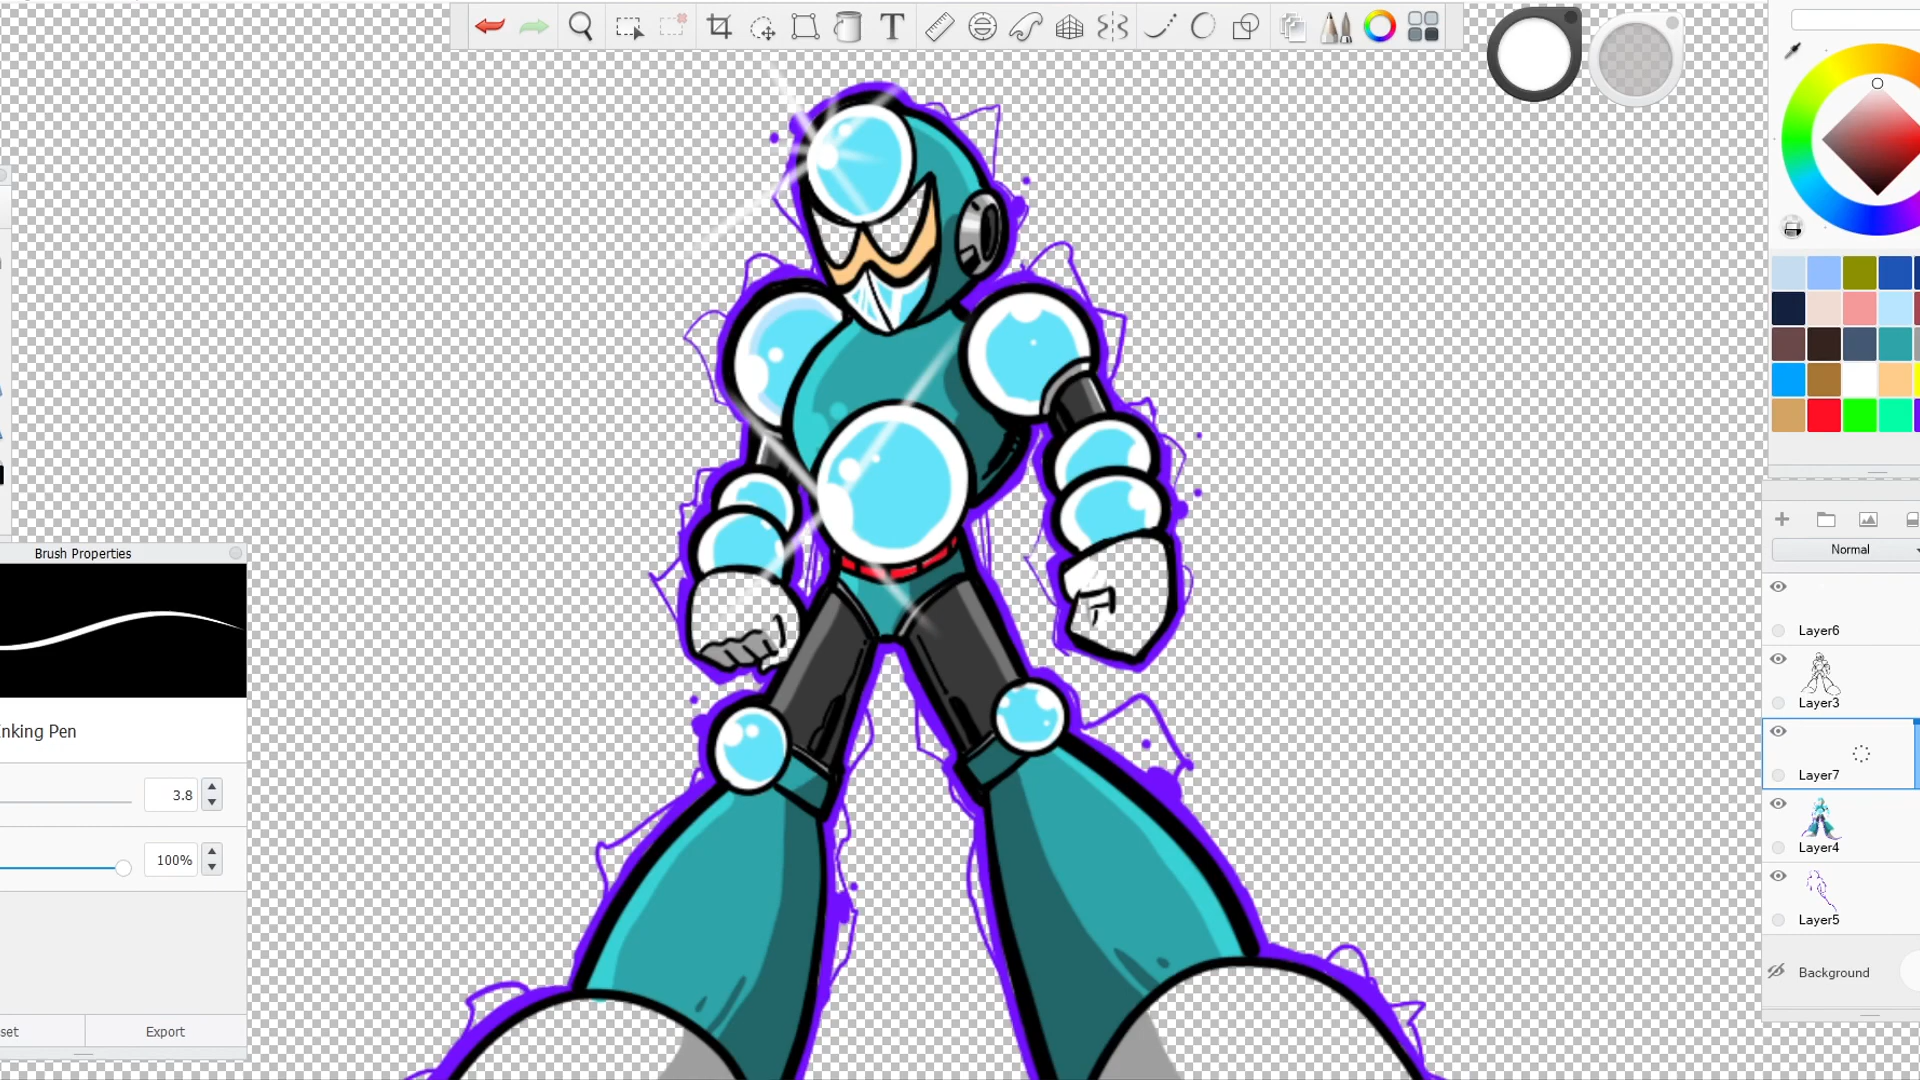 T
Brush Properties
nking Pen
3.8
100%
set
Export
Normal
Layer6
Layer3
Layer7
Layer4
Layer5
Background